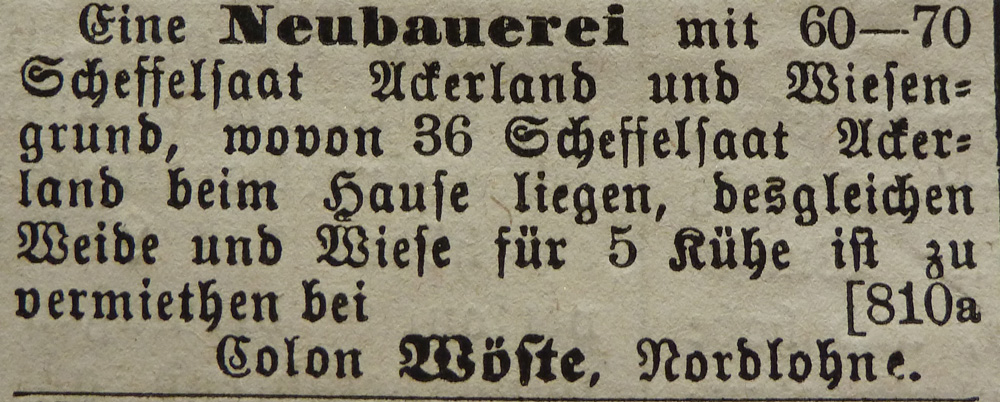 Eine Neubauerei mit 60—70
Scheffelſaat Ackerland und Wieſen=
grund, wovon 36 Scheffelſaat Acker=
land beim Hauſe liegen, desgleichen
Weide und Wieſe für 5 Kühe iſt zu
vermiethen bei [810a
Colon Wöſte, Nordlohne.